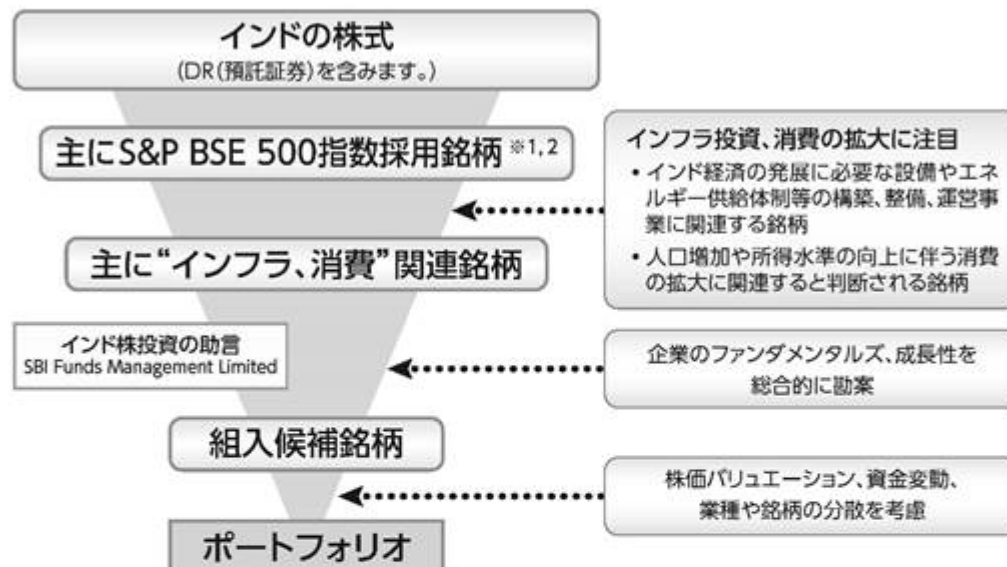 インドの株式
(DR(預託証券)を含みます。)
主にS&P BSE 500指数採用銘柄 ※1,2
インフラ投資、消費の拡大に注目
•インド経済の発展に必要な設備やエネ
ルギー供給体制等の構築、整備、運営事
業に関連する銘柄
•人口増加や所得水準の向上に伴う消費
の拡大に関連すると判断される銘柄
主に“インフラ、消費”関連銘柄
インド株投資の助言
SBI Funds Management Limited
企業のファンダメンタルズ、成長性を
総合的に勘案
組入候補銘柄
株価バリュエーション、資金変動、
業種や銘柄の分散を考慮
ポートフォリオ